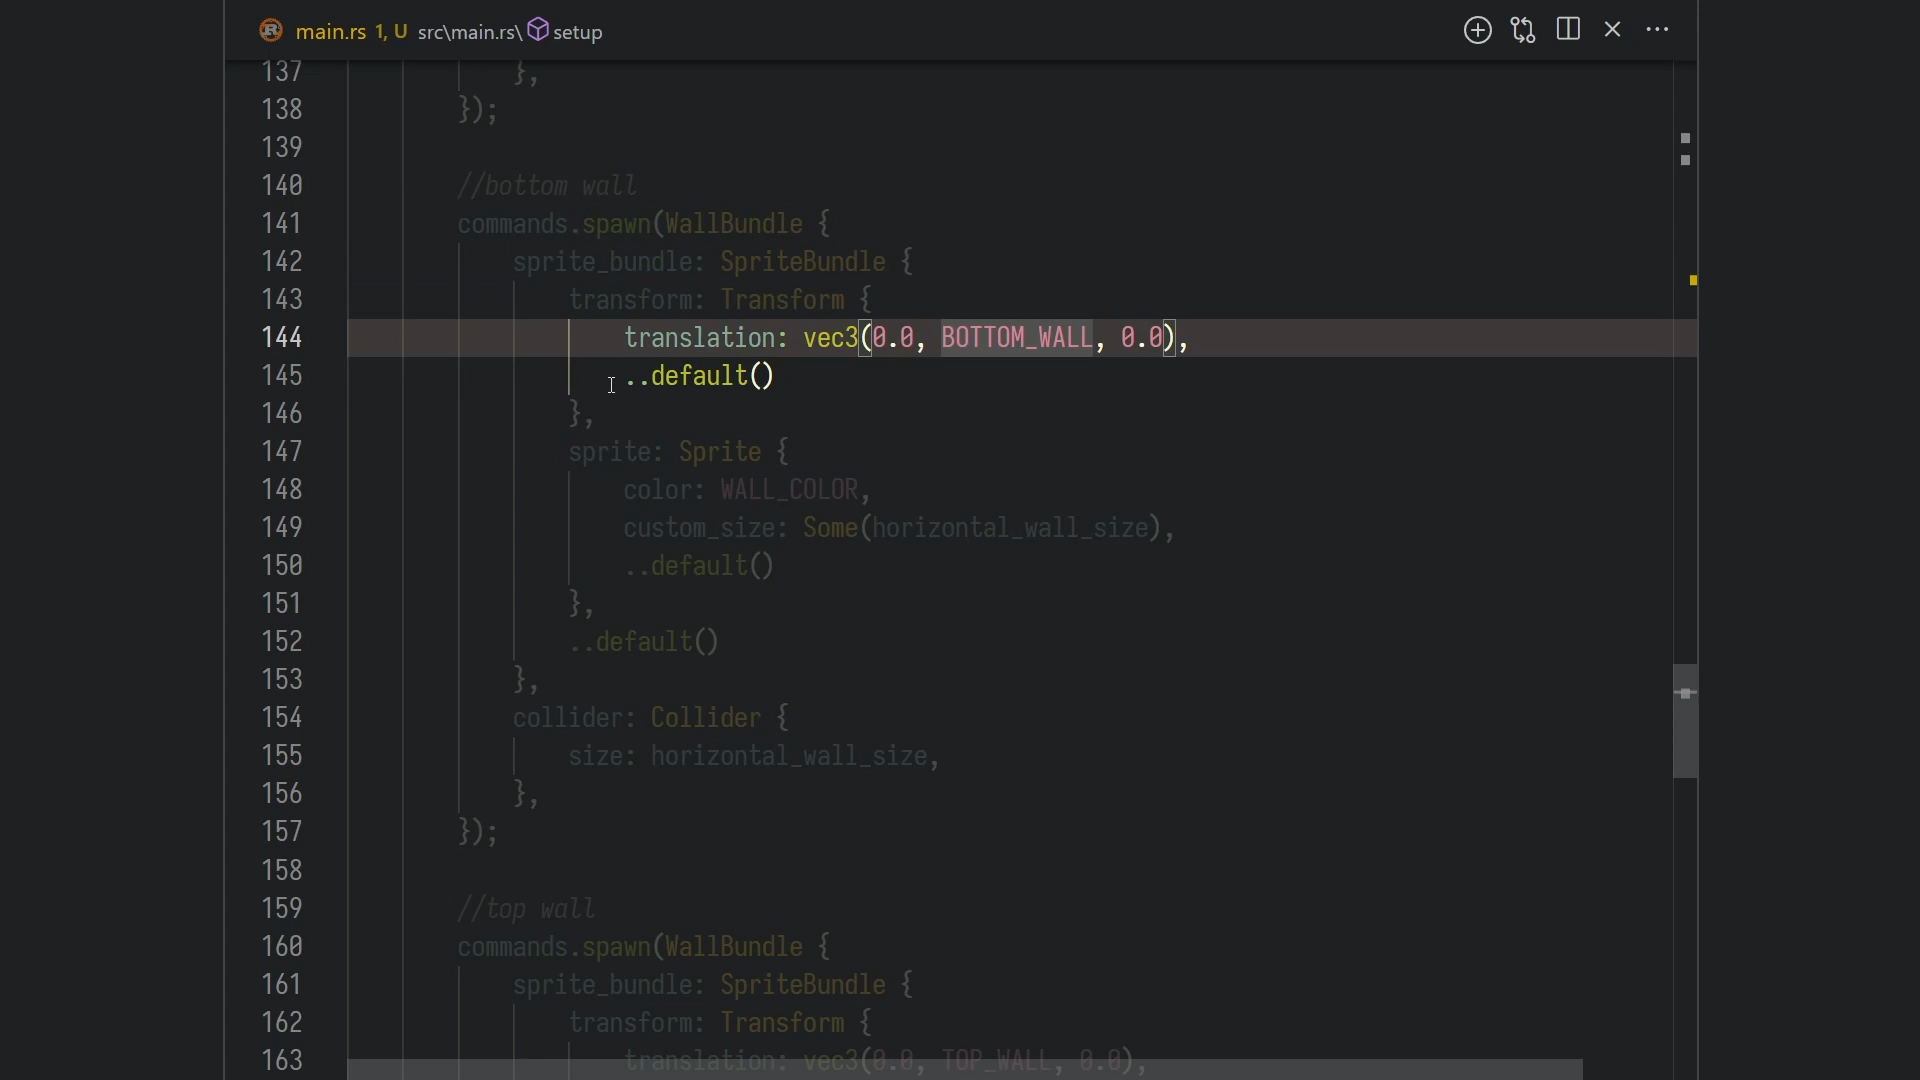 main.rs 1, U src\main.rs\ setup
137 },
138 });
139
140 //bottom wall
141 commands.spawn(WallBundle {
142 sprite_bundle: SpriteBundle {
143 transform: Transform {
144 translation: vec3(0.0, BOTTOM_WALL, 0.0),
145 ..default()
146 },
147 sprite: Sprite {
148 color: WALL_COLOR,
149 custom_size: Some(horizontal_wall_size),
150 ..default()
151 },
152 ..default()
153 },
154 collider: Collider {
155 size: horizontal_wall_size,
156 },
157 });
158
159 //top wall
160 commands.spawn(WallBundle {
161 sprite_bundle: SpriteBundle {
162 transform: Transform {
163 translation: vec3(0.0, TOP_WALL, 0.0),